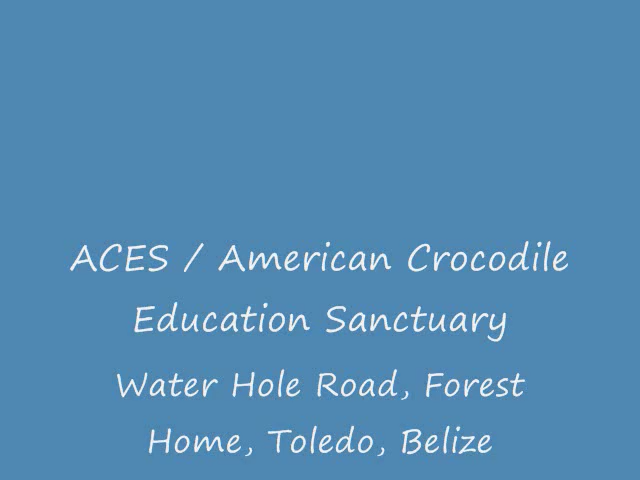 ACES / American Crocodile
Education Sanctuary
Water Hole Road, Forest
Home, Toledo, Belize